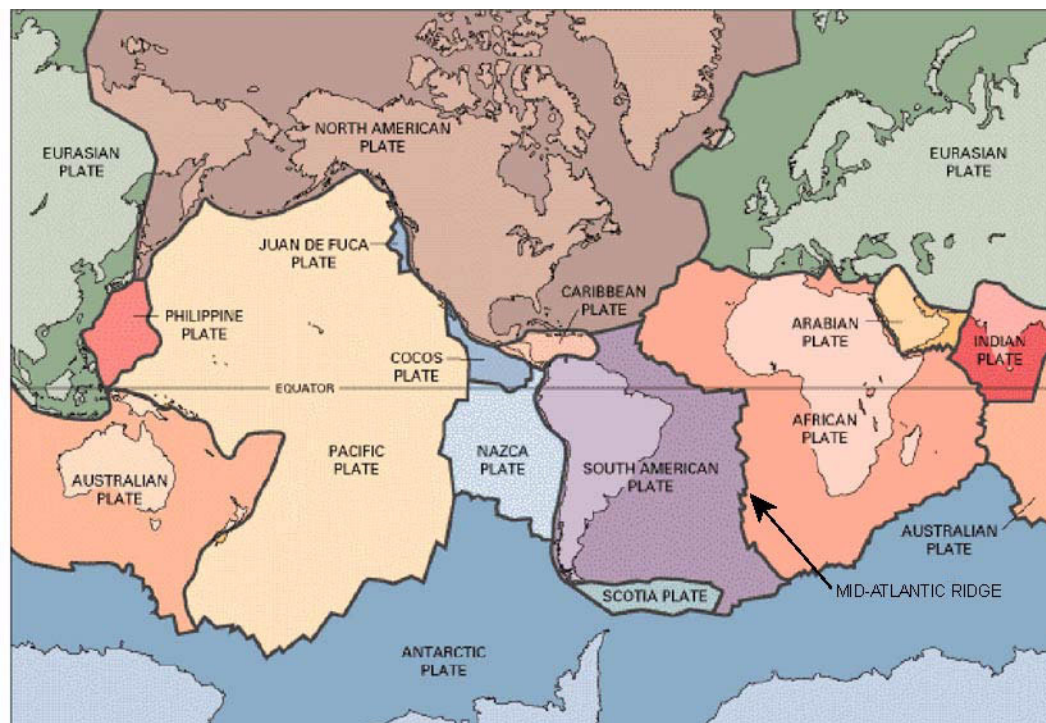 NORTH AMERICAN
PLATE
EURASIAN
PLATE
EURASIAN
PLATE
JUAN DE FUCA
PLATE
CARIBBEAN
PLATE
PHILIPPINE
PLATE
ARABIAN
PLATE
INDIAN
PLATE
COCOS
PLATE
EQUATOR
AFRICAN
PLATE
PACIFIC
PLATE
NAZCA
PLATE
SOUTH AMERICAN
PLATE
AUSTRALIAN
PLATE
AUSTRALIAN
PLATE
SCOTIA PLATE
MID-ATLANTIC RIDGE
ANTARCTIC
PLATE